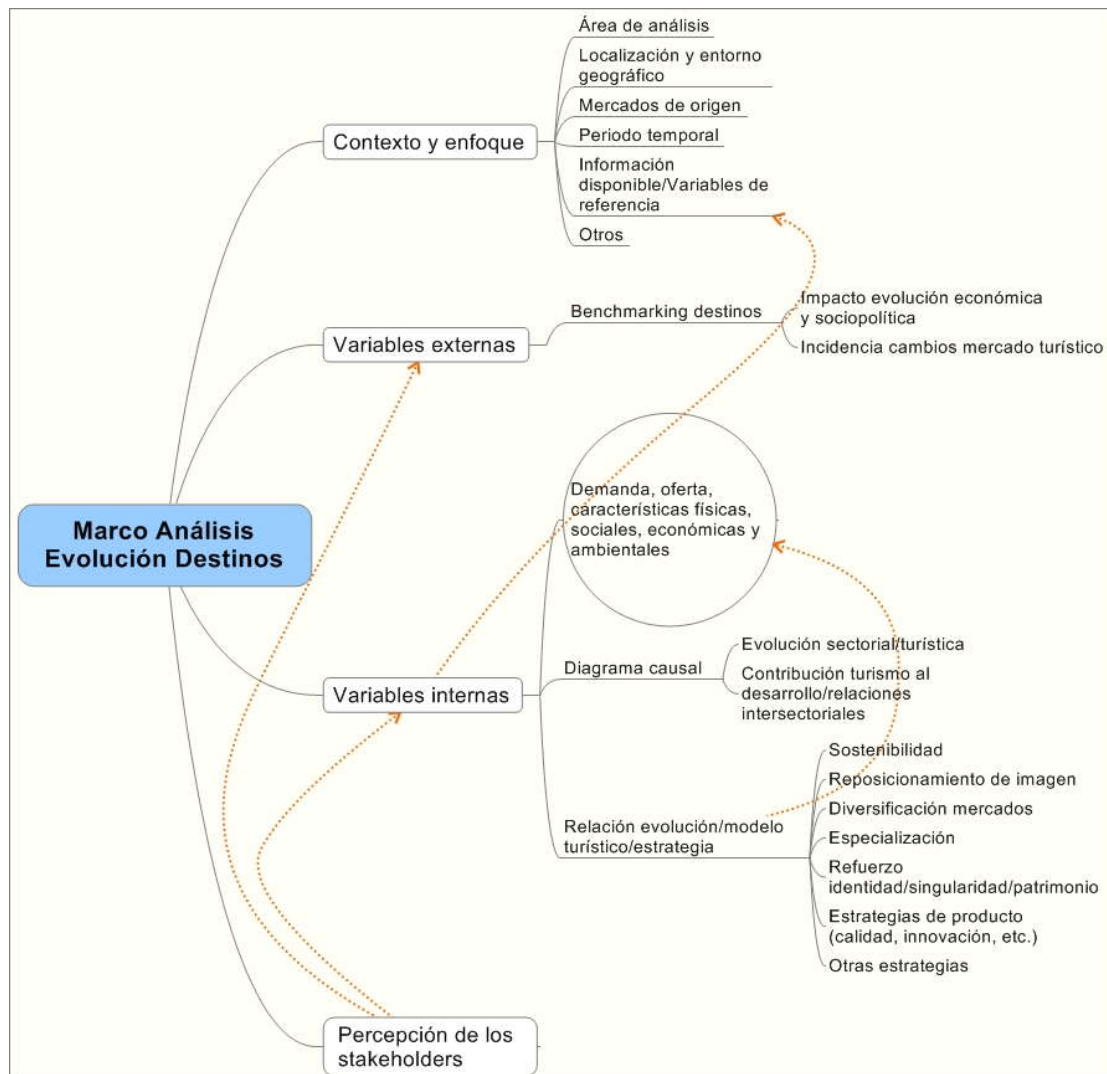 Marco Análisis
Evolución Destinos
Contexto y enfoque
Área de análisis
Localización y entorno
geográfico
Mercados de origen
Periodo temporal
Información
disponible/Variables de
referencia
Otros
Variables externas
Benchmarking destinos
Impacto evolución económica
y sociopolítica
Incidencia cambios mercado turístico
Variables internas
Demanda, oferta,
características físicas,
sociales, económicas y
ambientales
Diagrama causal
Evolución sectorial/turística
Contribución turismo al
desarrollo/relaciones
intersectoriales
Relación evolución/modelo
turístico/estrategia
Sostenibilidad
Reposicionamiento de imagen
Diversificación mercados
Especialización
Refuerzo
identidad/singularidad/patrimonio
Estrategias de producto
(calidad, innovación, etc.)
Otras estrategias
Percepción de los
stakeholders